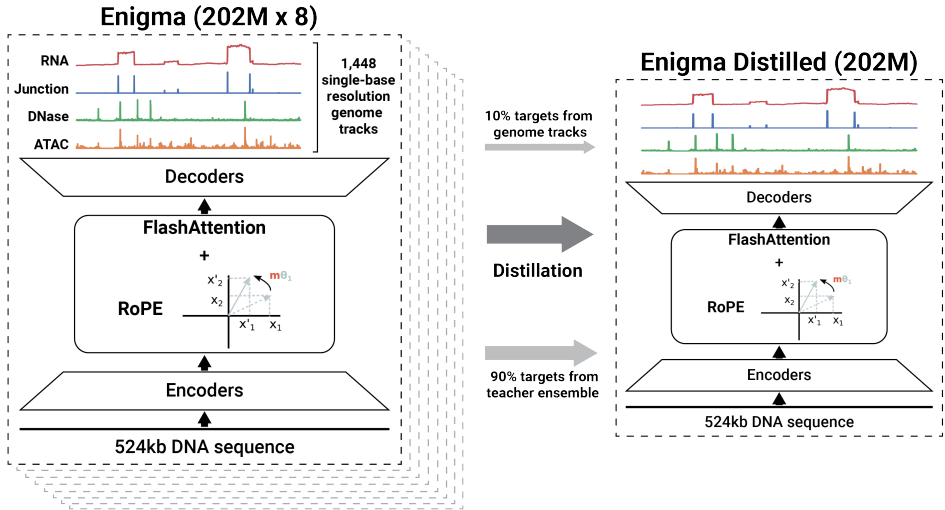 Enigma (202M x 8)
RNA
Junction
DNase
ATAC
1,448
single-base
resolution
genome
tracks
Decoders
FlashAttention
+
RoPE
x'₂
x₂
x'₁
x₁
mθ₁
Encoders
524kb DNA sequence
10% targets from
genome tracks
Distillation
90% targets from
teacher ensemble
Enigma Distilled (202M)
Decoders
FlashAttention
+
RoPE
x'₂
x₂
x'₁
x₁
mθ₁
Encoders
524kb DNA sequence